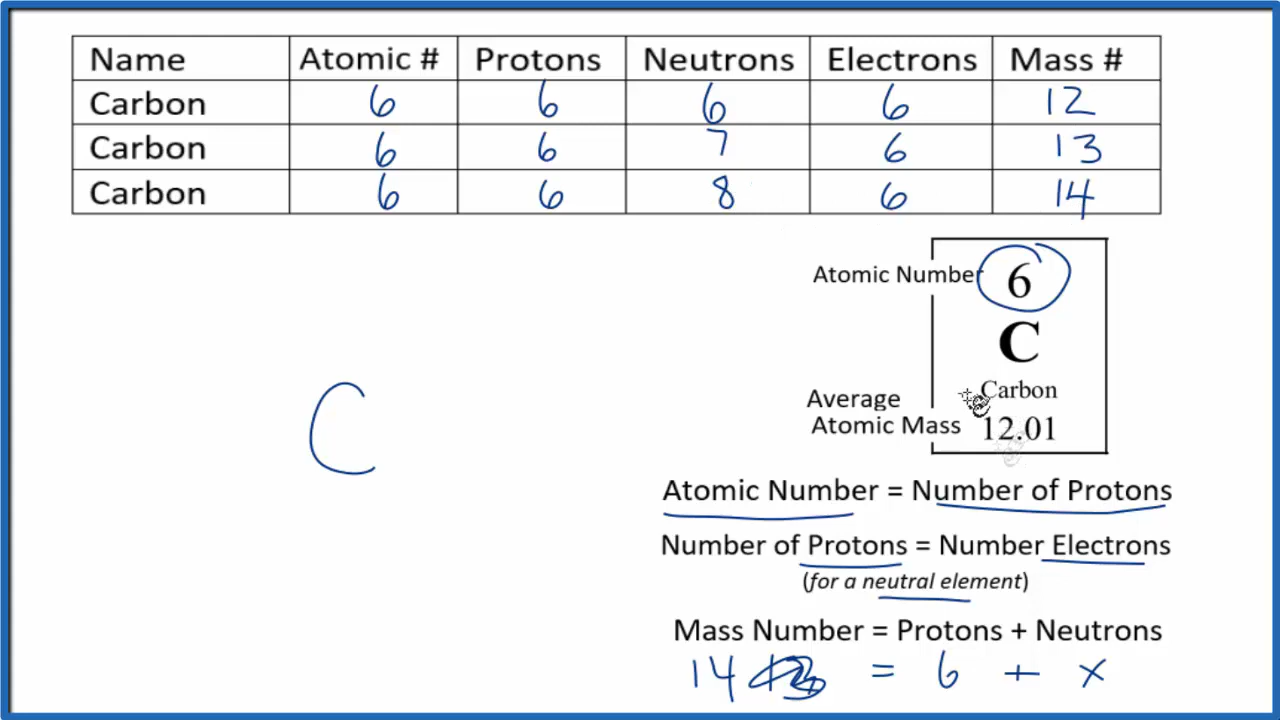 Name Atomic # Protons Neutrons Electrons Mass #
Carbon 6 6 6 6 12
Carbon 6 6 7 6 13
Carbon 6 6 8 6 14
Atomic Number 6
C
Carbon
Average
Atomic Mass 12.01
C
Atomic Number = Number of Protons
Number of Protons = Number Electrons
(for a neutral element)
Mass Number = Protons + Neutrons
14 = 6 + x